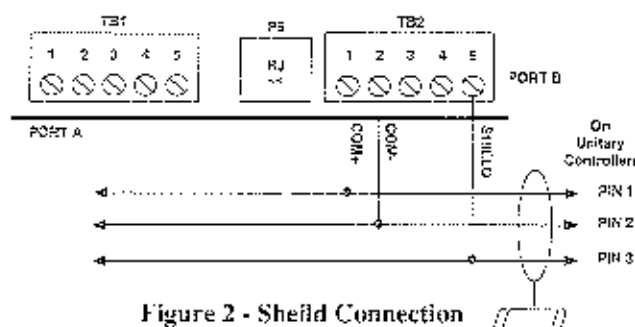 TB1
1 2 3 4 5
P5
RJ
TB2
1 2 3 4 5
PORT B
PORT A
COM+
COM-
SHIELD
On
Unitary
Controller
PIN 1
PIN 2
PIN 3
Figure 2 - Sheild Connection